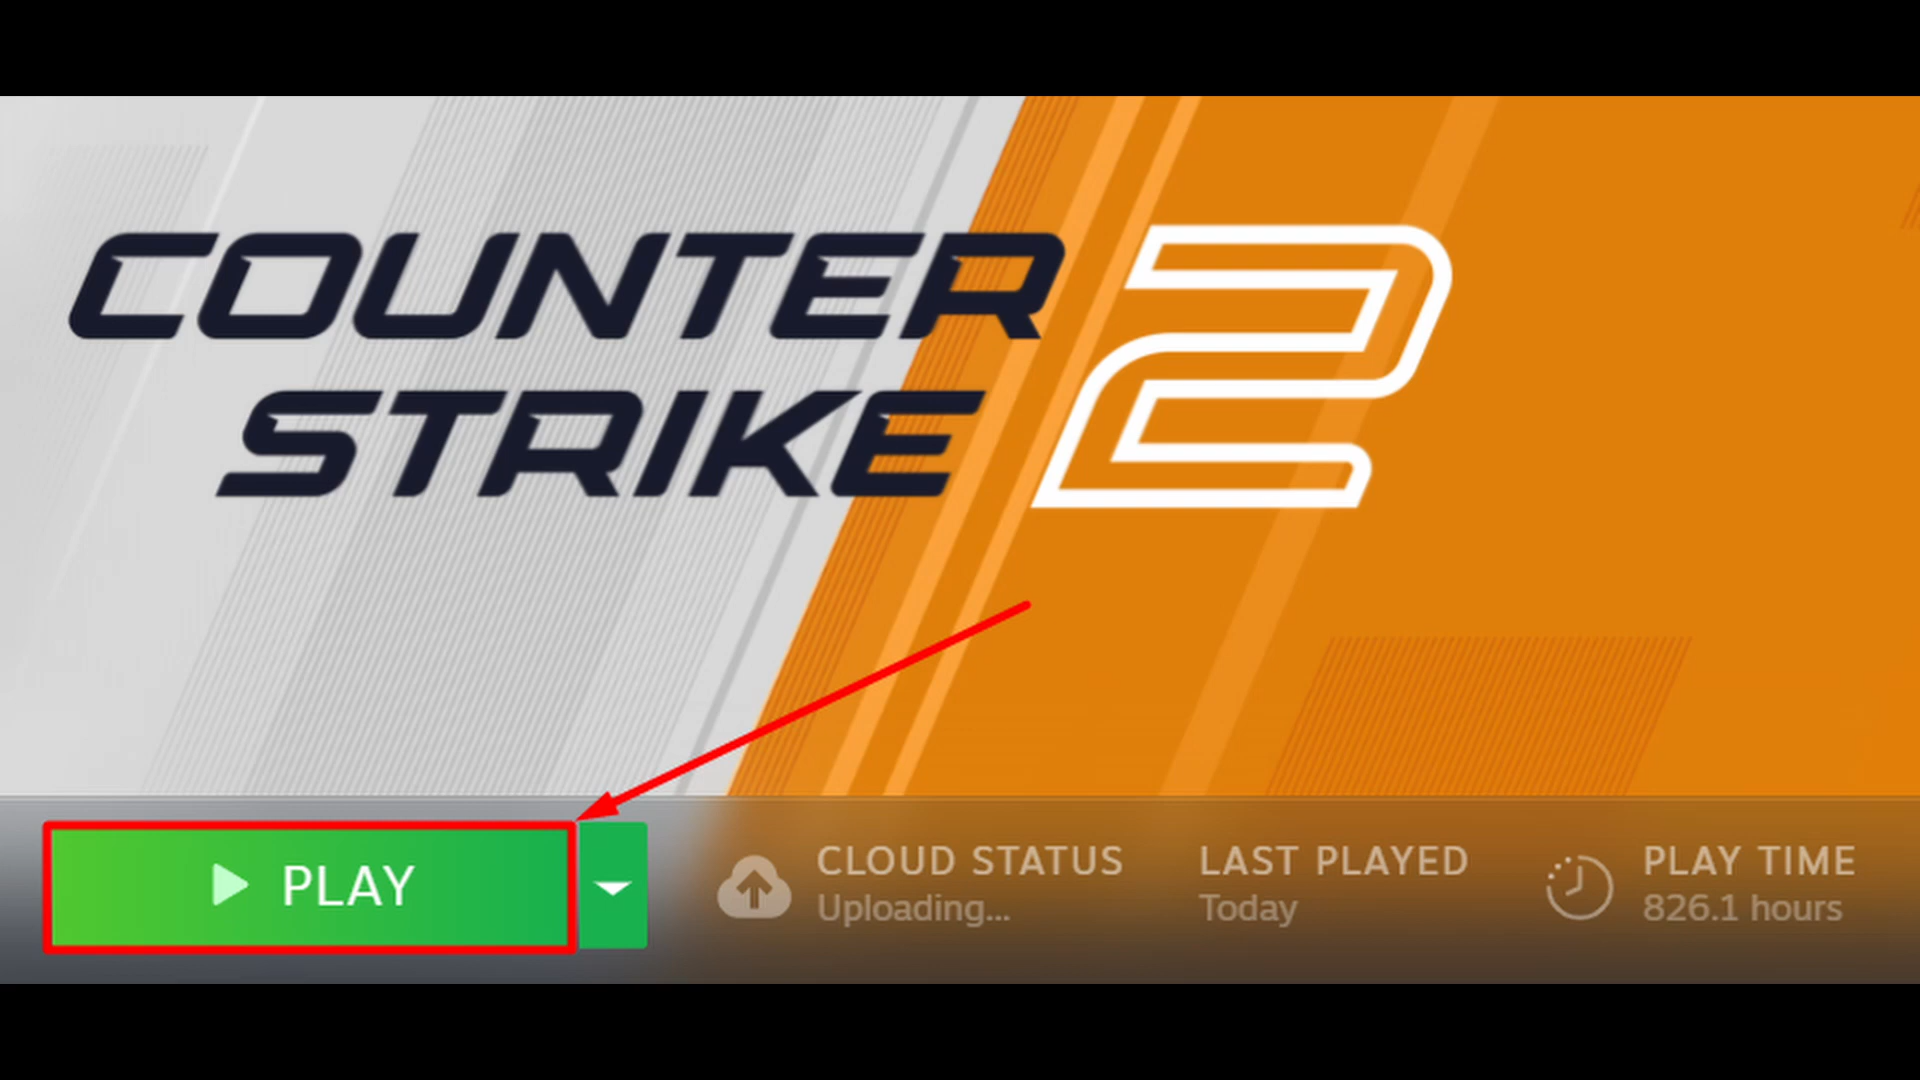 COUNTER
STRIKE 2
PLAY
CLOUD STATUS
Uploading...
LAST PLAYED
Today
PLAY TIME
826.1 hours